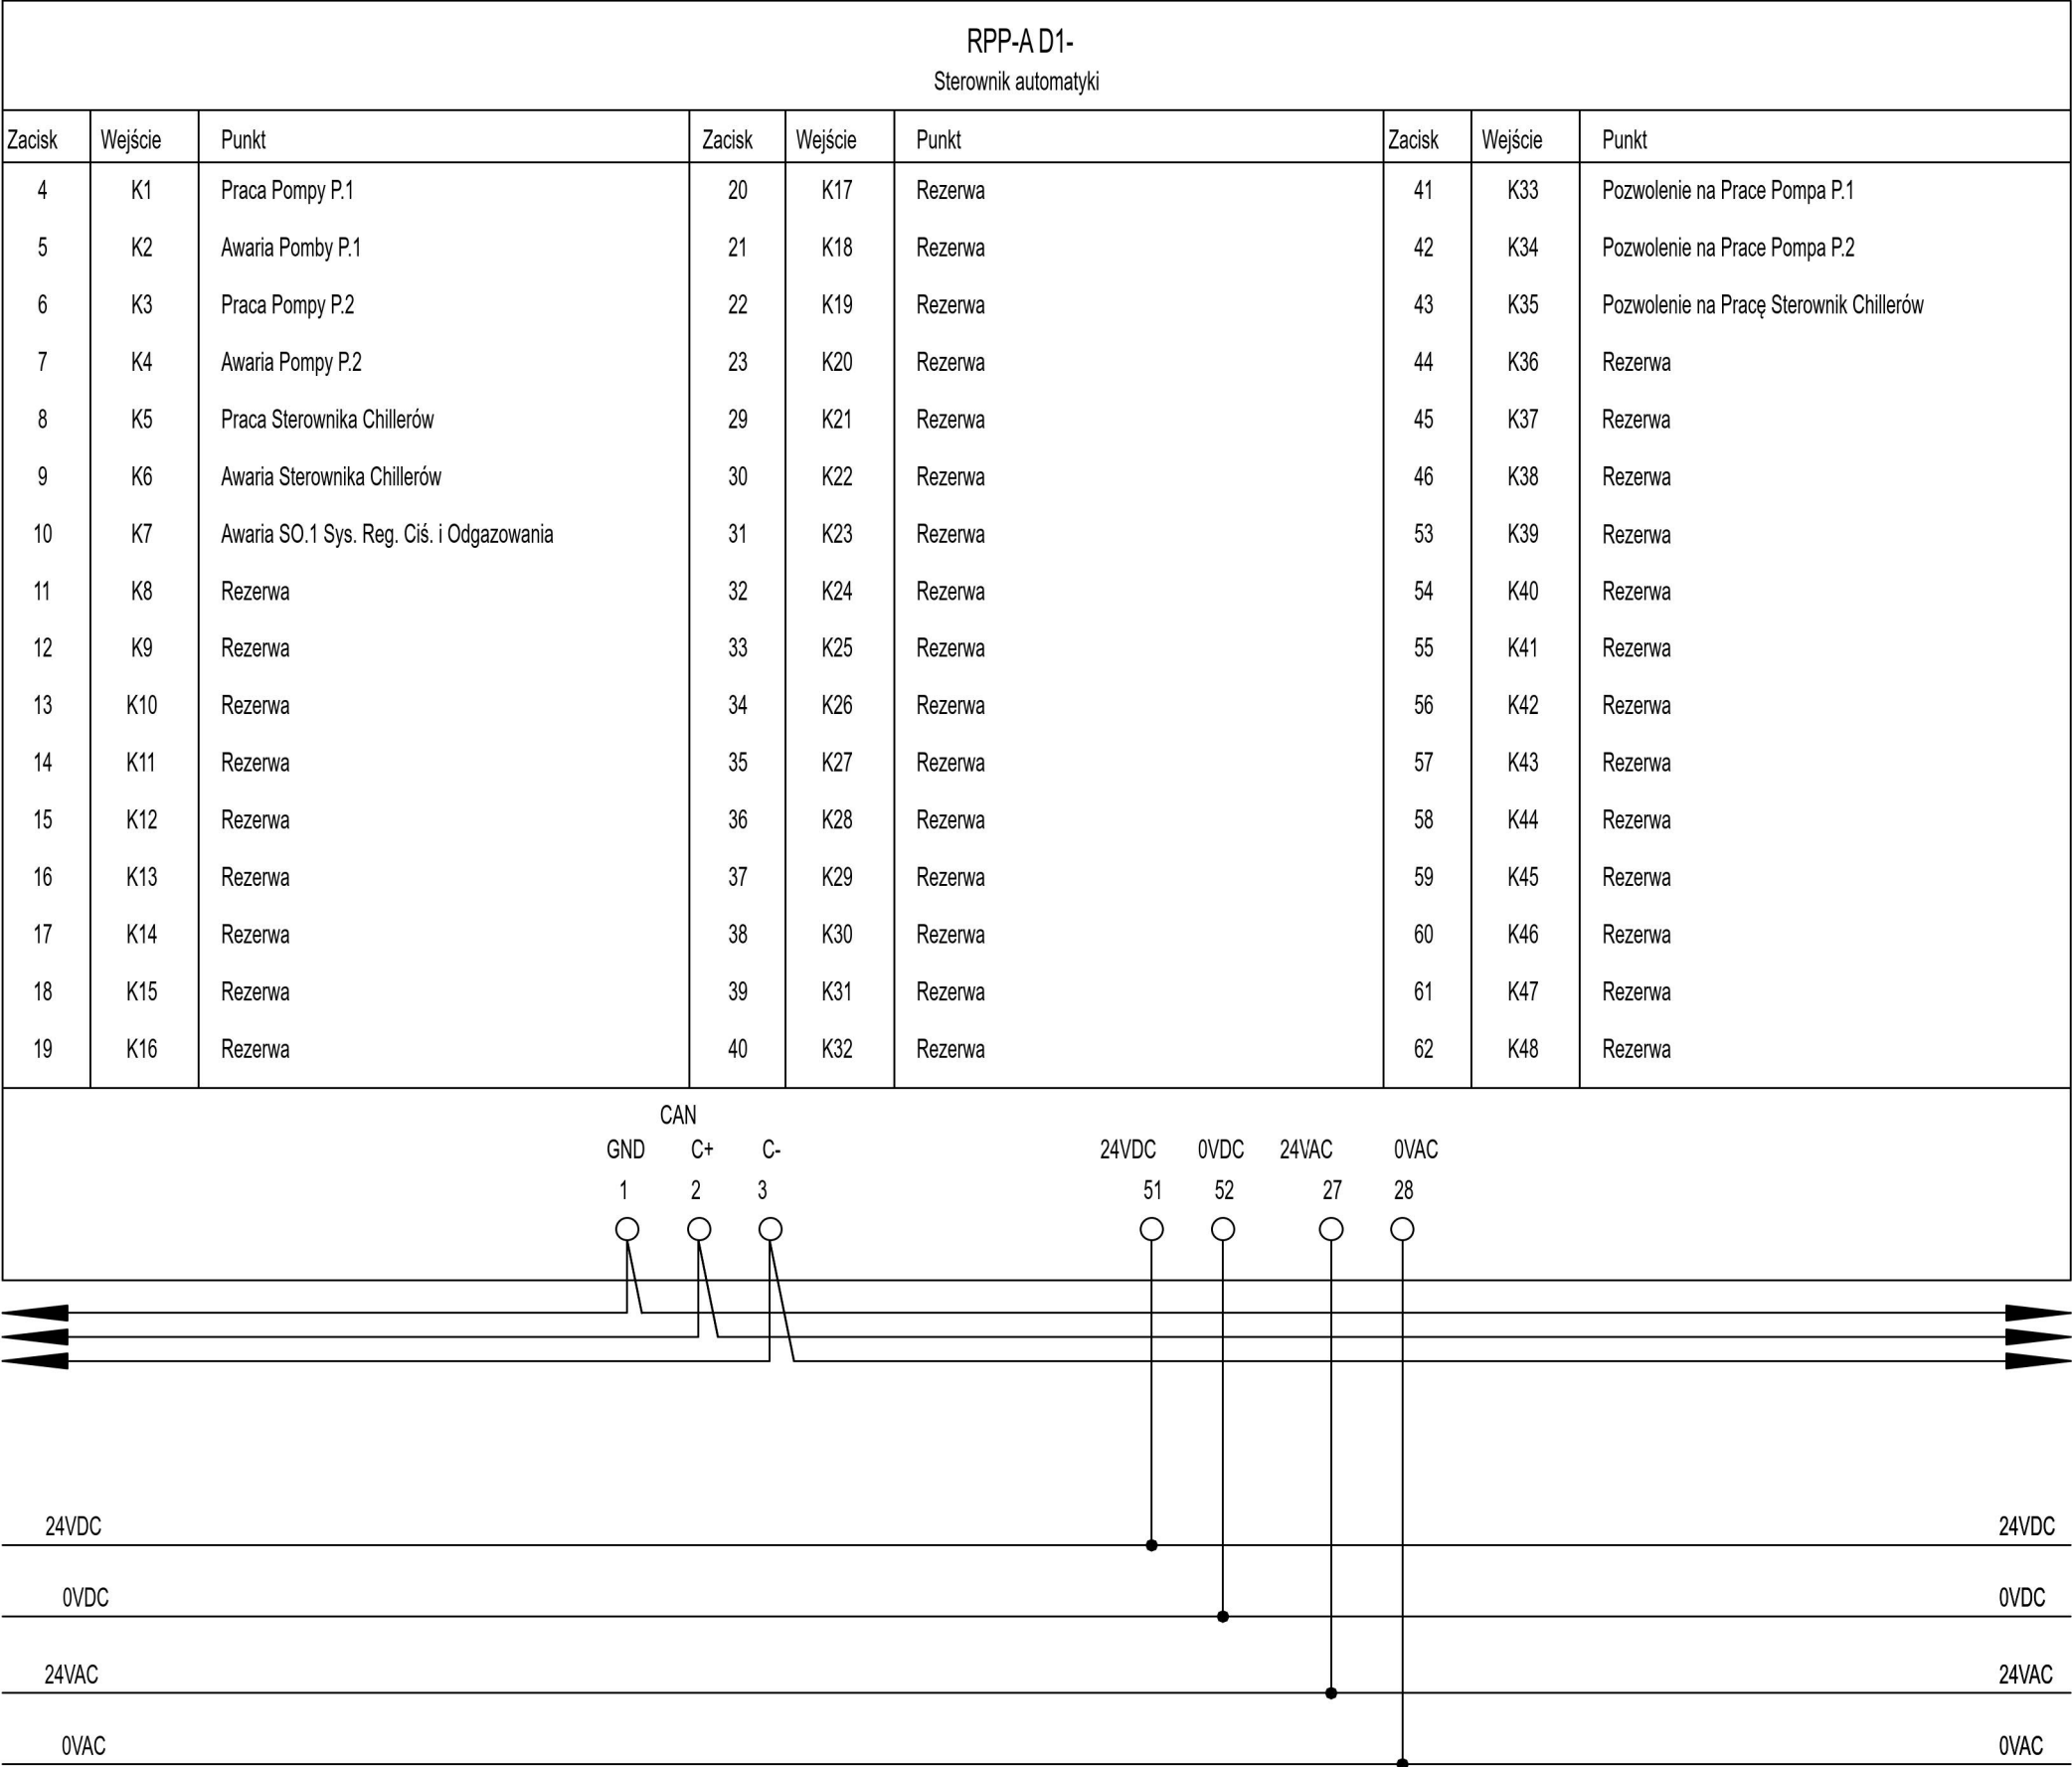 RPP-A D1-
Sterownik automatyki
Zacisk Wejście Punkt Zacisk Wejście Punkt Zacisk Wejście Punkt
4 K1 Praca Pompy P.1 20 K17 Rezerwa 41 K33 Pozwolenie na Prace Pompa P.1
5 K2 Awaria Pomby P.1 21 K18 Rezerwa 42 K34 Pozwolenie na Prace Pompa P.2
6 K3 Praca Pompy P.2 22 K19 Rezerwa 43 K35 Pozwolenie na Pracę Sterownik Chillerów
7 K4 Awaria Pompy P.2 23 K20 Rezerwa 44 K36 Rezerwa
8 K5 Praca Sterownika Chillerów 29 K21 Rezerwa 45 K37 Rezerwa
9 K6 Awaria Sterownika Chillerów 30 K22 Rezerwa 46 K38 Rezerwa
10 K7 Awaria SO.1 Sys. Reg. Ciś. i Odgazowania 31 K23 Rezerwa 53 K39 Rezerwa
11 K8 Rezerwa 32 K24 Rezerwa 54 K40 Rezerwa
12 K9 Rezerwa 33 K25 Rezerwa 55 K41 Rezerwa
13 K10 Rezerwa 34 K26 Rezerwa 56 K42 Rezerwa
14 K11 Rezerwa 35 K27 Rezerwa 57 K43 Rezerwa
15 K12 Rezerwa 36 K28 Rezerwa 58 K44 Rezerwa
16 K13 Rezerwa 37 K29 Rezerwa 59 K45 Rezerwa
17 K14 Rezerwa 38 K30 Rezerwa 60 K46 Rezerwa
18 K15 Rezerwa 39 K31 Rezerwa 61 K47 Rezerwa
19 K16 Rezerwa 40 K32 Rezerwa 62 K48 Rezerwa
CAN
GND C+ C- 24VDC 0VDC 24VAC 0VAC
1 2 3 51 52 27 28
24VDC 24VDC
0VDC 0VDC
24VAC 24VAC
0VAC 0VAC